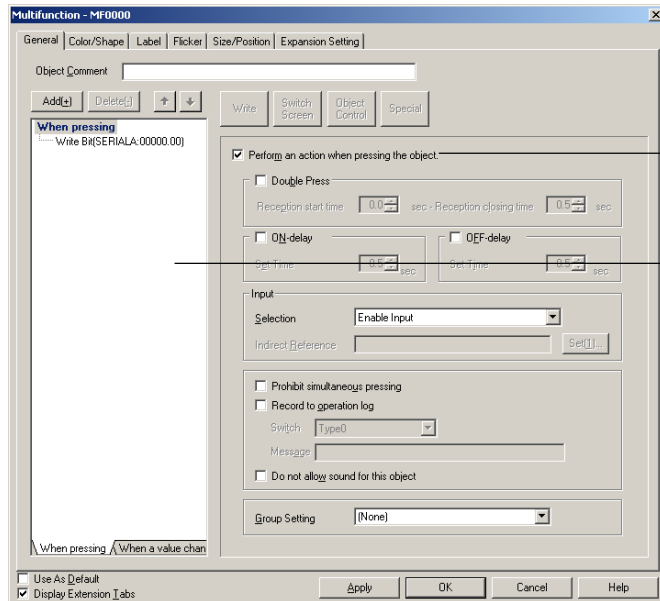 Multifunction - MF0000
General Color/Shape Label Flicker Size/Position Expansion Setting
Object Comment
Add(+) Delete(-) Write Switch Screen Object Control Special
When pressing
Write Bit(SERIALA:00000.00)
Perform an action when pressing the object.
Double Press
Reception start time 0.0 sec - Reception closing time 0.5 sec
ON-delay OFF-delay
Set Time 0.5 sec Set Time 0.5 sec
Input
Selection Enable Input
Indirect Reference Set(1)...
Prohibit simultaneous pressing
Record to operation log
Switch Type0
Message
Do not allow sound for this object
Group Setting (None)
When pressing When a value chan
Use As Default
Display Extension Tabs
Apply OK Cancel Help